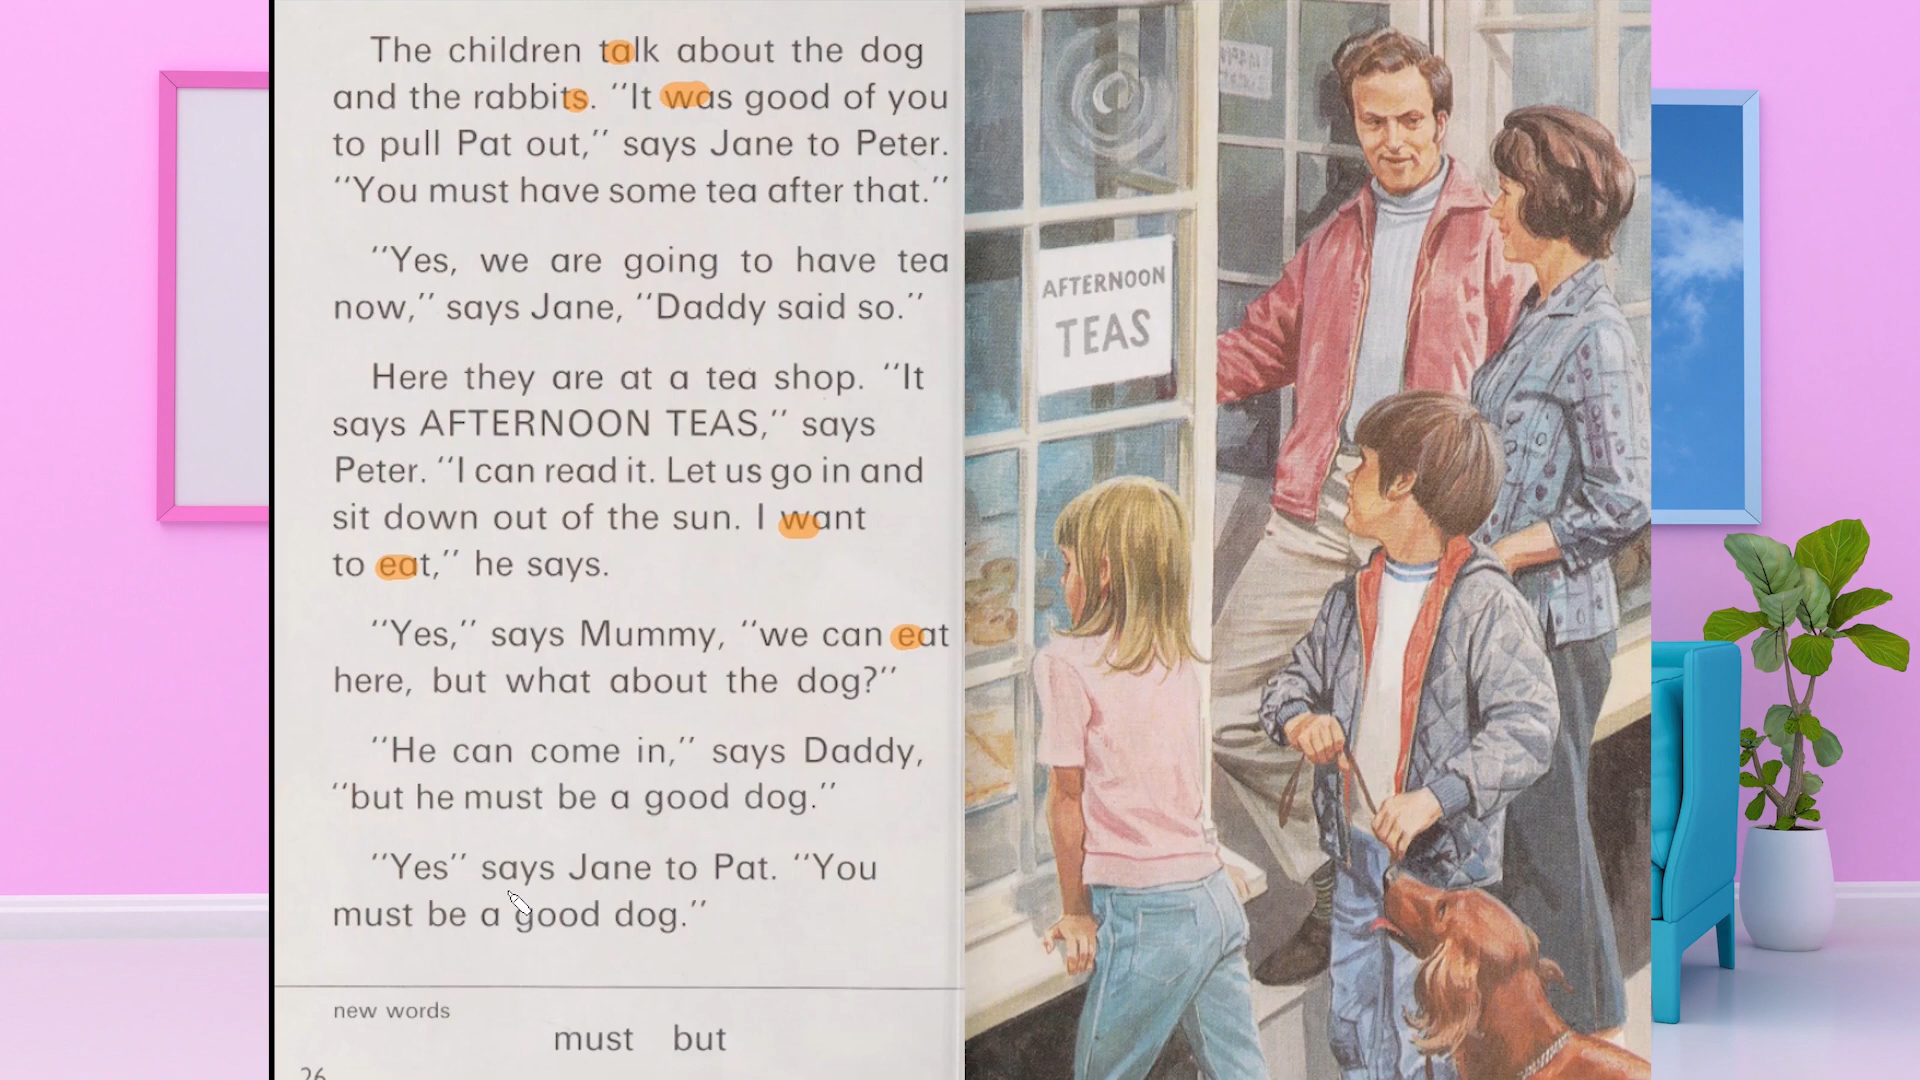 The children talk about the dog
and the rabbits. "It was good of you
to pull Pat out," says Jane to Peter.
"You must have some tea after that."
"Yes, we are going to have tea
now," says Jane, "Daddy said so."
Here they are at a tea shop. "It
says AFTERNOON TEAS," says
Peter. "I can read it. Let us go in and
sit down out of the sun. I want
to eat," he says.
"Yes," says Mummy, "we can eat
here, but what about the dog?"
"He can come in," says Daddy,
"but he must be a good dog."
"Yes" says Jane to Pat. "You
must be a good dog."
new words
must but
26
AFTERNOON
TEAS